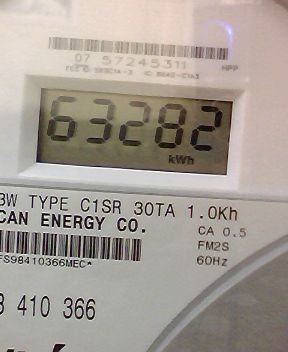 07 57245311
HPP
63282
kWh
3W TYPE C1SR 30TA 1.0Kh
CAN ENERGY CO.
CA 0.5
FM2S
60Hz
FS98410366MEC*
410 366